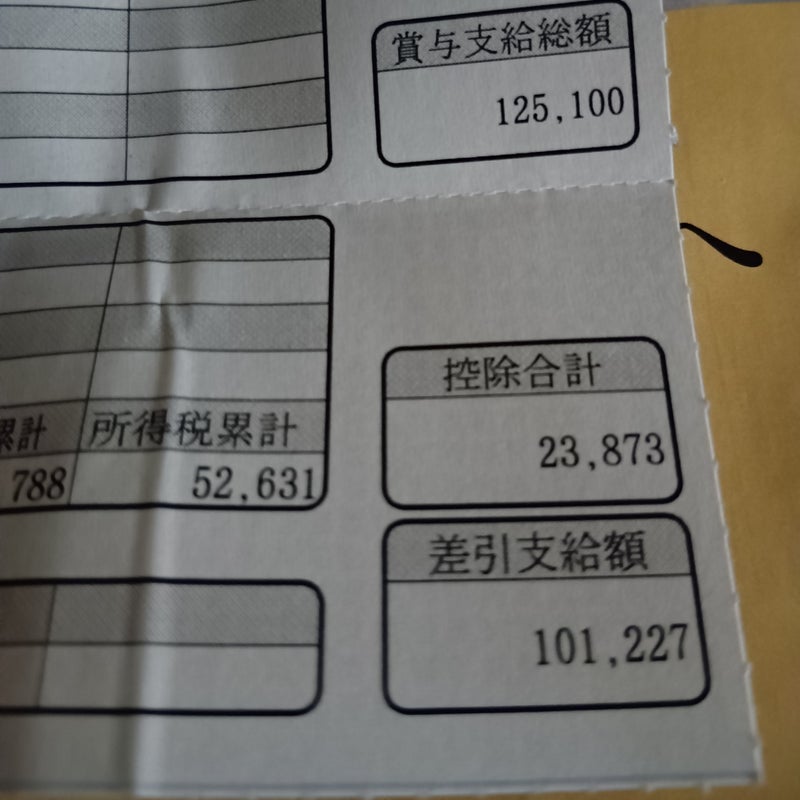 賞与支給総額
125,100
控除合計
23,873
累計 所得税累計
788 52,631
差引支給額
101,227